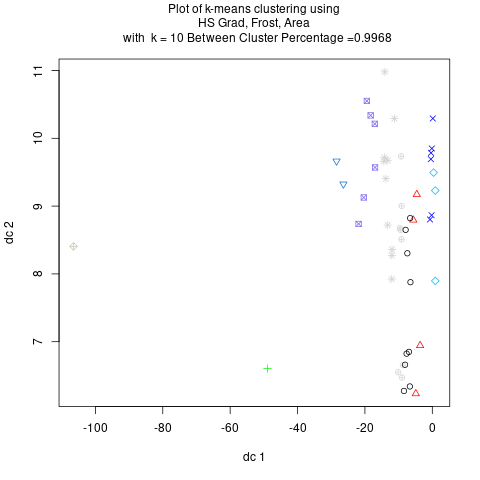 Plot of k-means clustering using
HS Grad, Frost, Area
with k = 10 Between Cluster Percentage =0.9968
11
10
9
8
7
dc 2
-100 -80 -60 -40 -20 0
dc 1